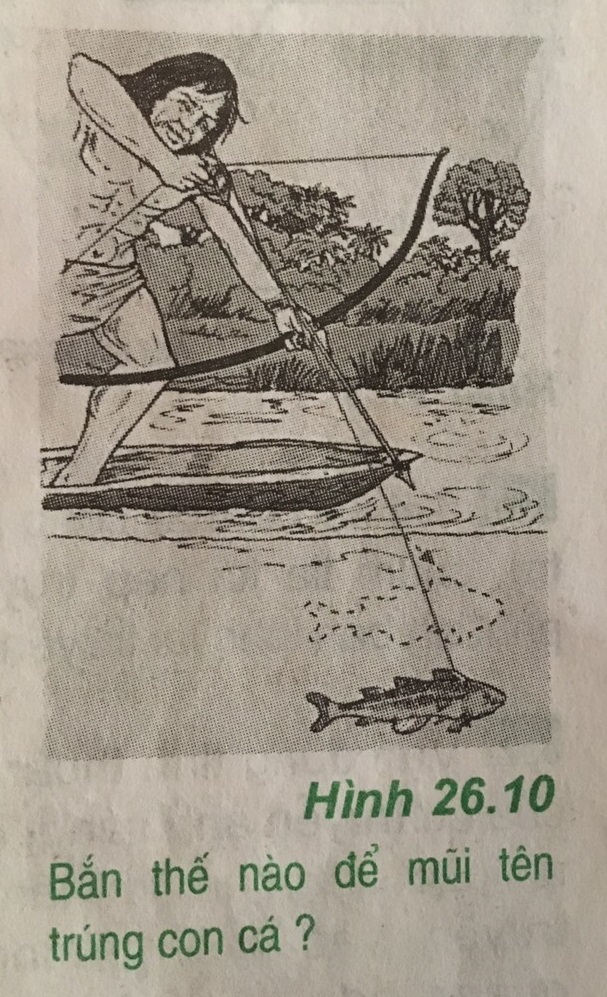 Hình 26.10
Bắn thế nào để mũi tên
trúng con cá ?